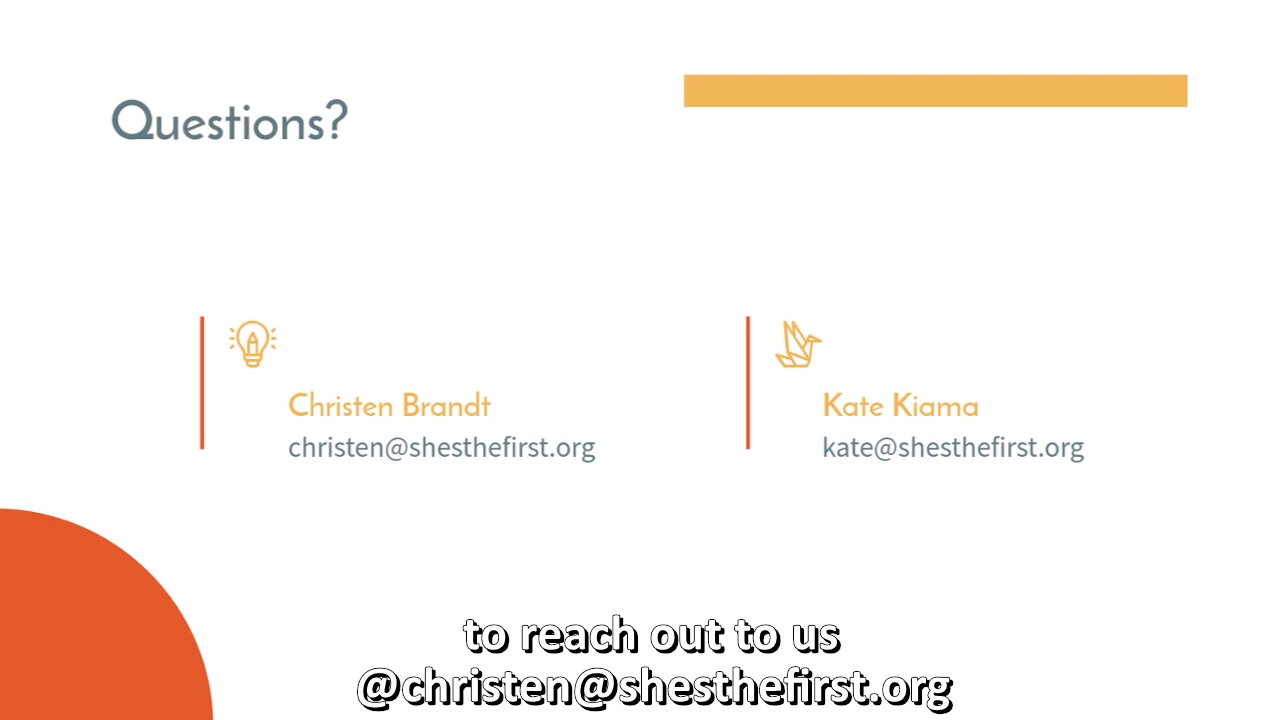 Questions?
Christen Brandt
christen@shesthefirst.org
Kate Kiama
kate@shesthefirst.org
to reach out to us
@christen@shesthefirst.org